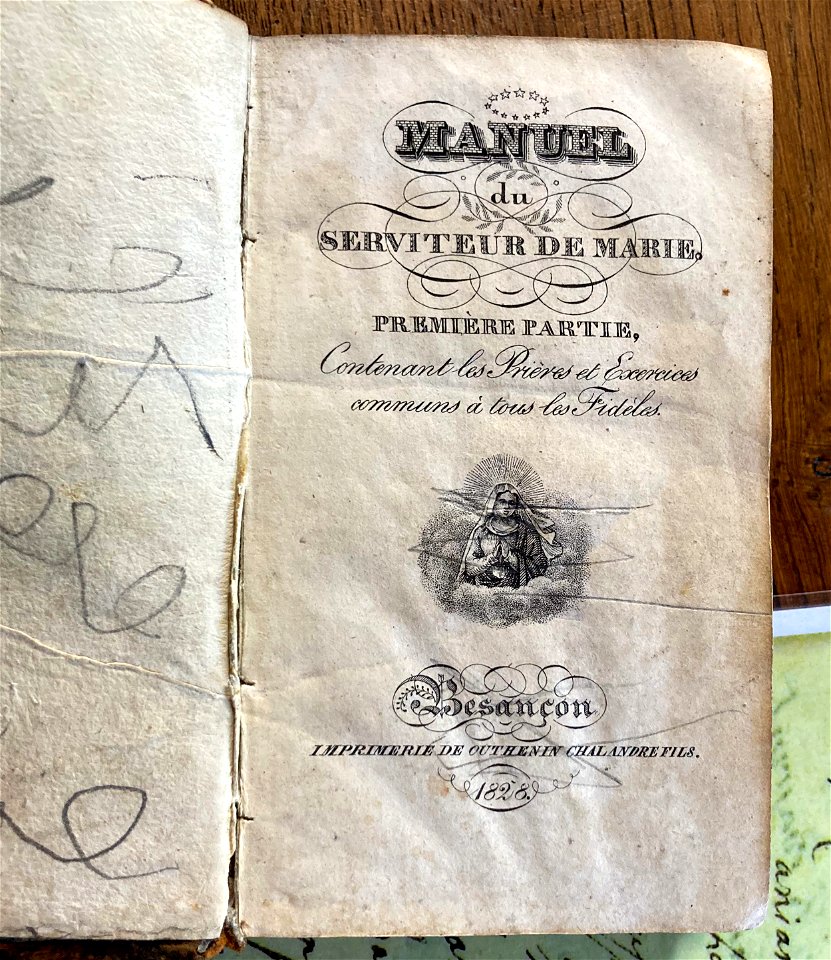 MANUEL
du
SERVITEUR DE MARIE.
PREMIÈRE PARTIE,
Contenant les Prières et Exercices
communs à tous les Fidèles.
Besançon
IMPRIMERIE DE OUTHENIN CHALANDRE FILS.
1828.